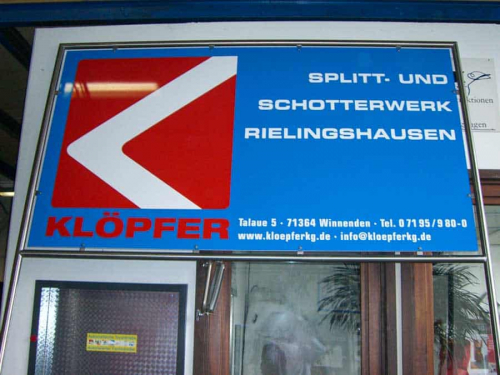 SPLITT- UND
SCHOTTERWERK
RIELINGSHAUSEN
KLÖPFER
Talaue 5 · 71364 Winnenden · Tel. 0 71 95 / 9 80-0
www.kloepferkg.de · info@kloepferkg.de